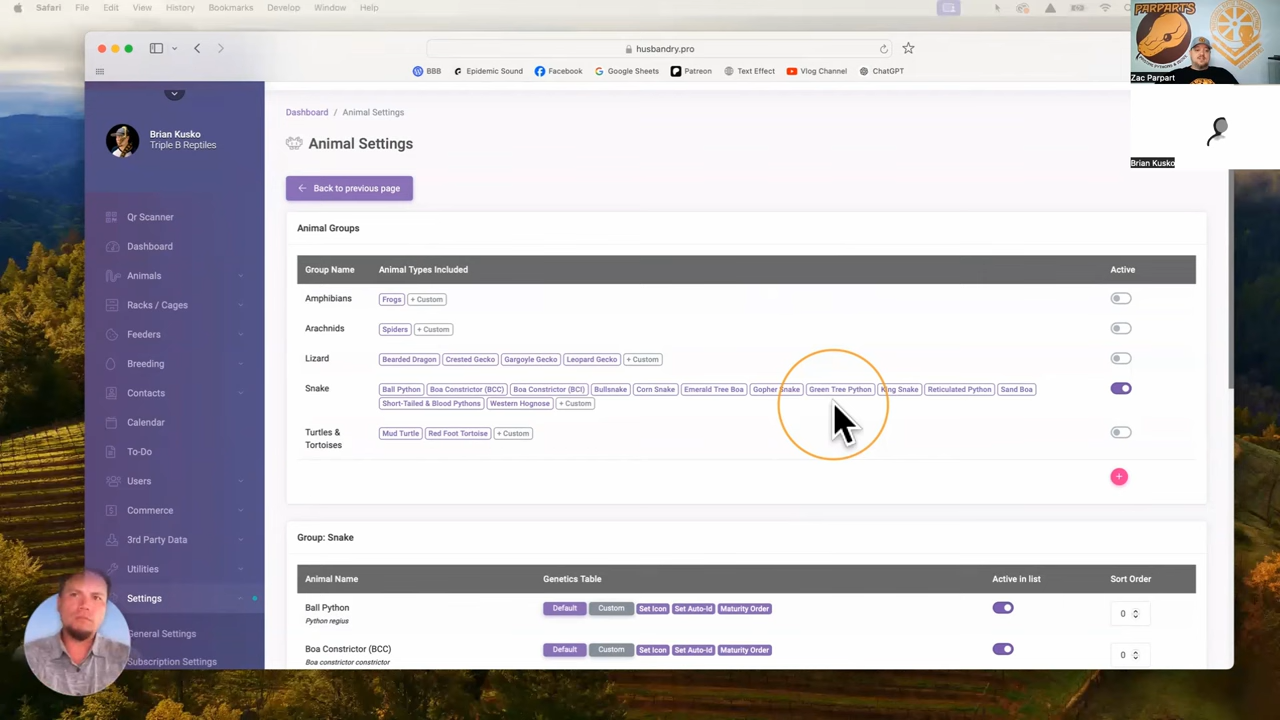 Safari File Edit View History Bookmarks Develop Window Help
husbandry.pro
BBB Epidemic Sound Facebook Google Sheets Patreon Text Effect Vlog Channel ChatGPT
PARPART'S
Zac Parpart
Brian Kusko
Brian Kusko
Triple B Reptiles
Qr Scanner
Dashboard
Animals
Racks / Cages
Feeders
Breeding
Contacts
Calendar
To-Do
Users
Commerce
3rd Party Data
Utilities
Settings
General Settings
Subscription Settings
Dashboard / Animal Settings
Animal Settings
Back to previous page
Animal Groups
Group Name Animal Types Included Active
Amphibians Frogs + Custom
Arachnids Spiders + Custom
Lizard Bearded Dragon Crested Gecko Gargoyle Gecko Leopard Gecko + Custom
Snake Ball Python Boa Constrictor (BCC) Boa Constrictor (BCI) Bullsnake Corn Snake Emerald Tree Boa Gopher Snake Green Tree Python King Snake Reticulated Python Sand Boa
Short-Tailed & Blood Pythons Western Hognose + Custom
Turtles & Mud Turtle Red Foot Tortoise + Custom
Tortoises
+
Group: Snake
Animal Name Genetics Table Active in list Sort Order
Ball Python Default Custom Set Icon Set Auto-Id Maturity Order 0
Python regius
Boa Constrictor (BCC) Default Custom Set Icon Set Auto-Id Maturity Order 0
Boa constrictor constrictor